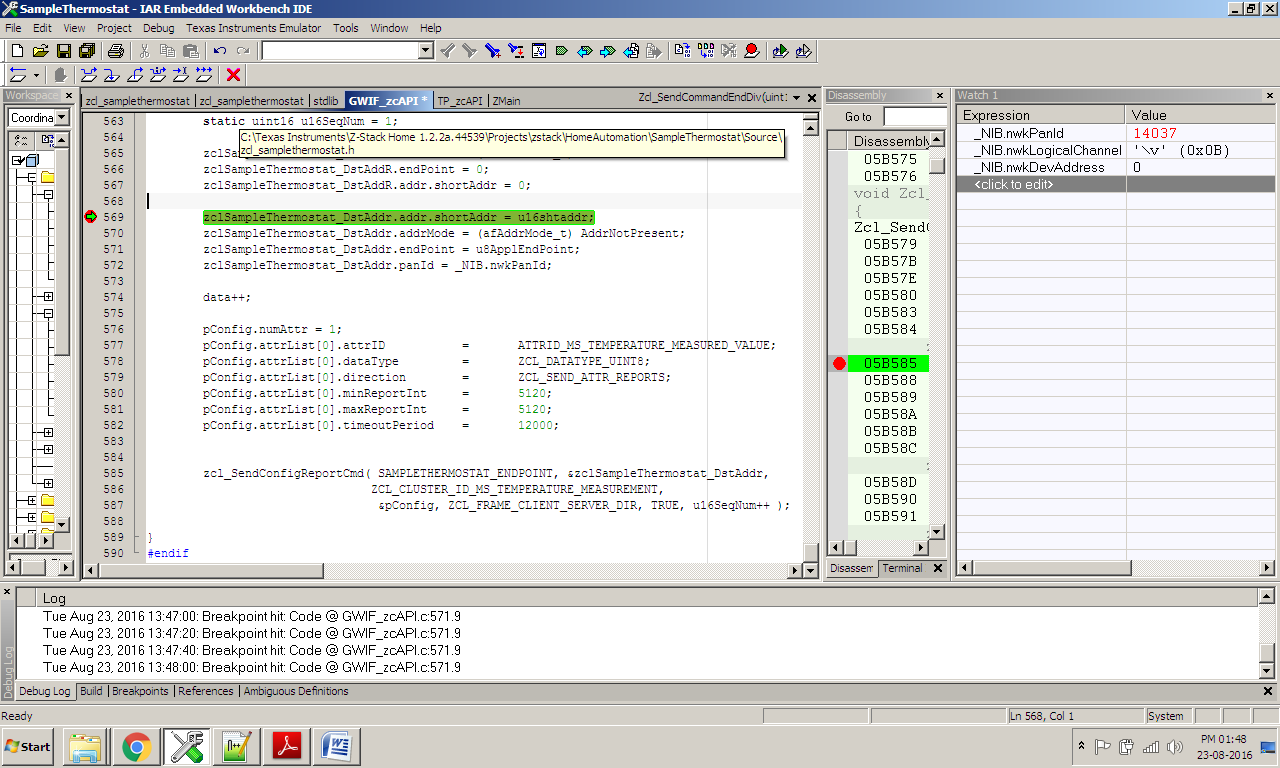 SampleThermostat - IAR Embedded Workbench IDE
File Edit View Project Debug Texas Instruments Emulator Tools Window Help
Workspace
Coordina
zcl_samplethermostat zcl_samplethermostat stdlib GWIF_zcAPI * TP_zcAPI ZMain Zcl_SendCommandEndDiv(uint:
563 static uint16 u16SeqNum = 1;
564
C:\Texas Instruments\Z-Stack Home 1.2.2a.44539\Projects\zstack\HomeAutomation\SampleThermostat\Source\
zcl_samplethermostat.h
565 zclSa
566 zclSampleThermostat_DstAddR.endPoint = 0;
567 zclSampleThermostat_DstAddR.addr.shortAddr = 0;
568
569 zclSampleThermostat_DstAddr.addr.shortAddr = u16shtaddr;
570 zclSampleThermostat_DstAddr.addrMode = (afAddrMode_t) AddrNotPresent;
571 zclSampleThermostat_DstAddr.endPoint = u8ApplEndPoint;
572 zclSampleThermostat_DstAddr.panId = _NIB.nwkPanId;
573
574 data++;
575
576 pConfig.numAttr = 1;
577 pConfig.attrList[0].attrID = ATTRID_MS_TEMPERATURE_MEASURED_VALUE;
578 pConfig.attrList[0].dataType = ZCL_DATATYPE_UINT8;
579 pConfig.attrList[0].direction = ZCL_SEND_ATTR_REPORTS;
580 pConfig.attrList[0].minReportInt = 5120;
581 pConfig.attrList[0].maxReportInt = 5120;
582 pConfig.attrList[0].timeoutPeriod = 12000;
583
584
585 zcl_SendConfigReportCmd( SAMPLETHERMOSTAT_ENDPOINT, &zclSampleThermostat_DstAddr,
586 ZCL_CLUSTER_ID_MS_TEMPERATURE_MEASUREMENT,
587 &pConfig, ZCL_FRAME_CLIENT_SERVER_DIR, TRUE, u16SeqNum++ );
588
589 }
590 #endif
Disassembly
Go to
Disassembly
05B575
05B576
void Zcl_
{
Zcl_Send
05B579
05B57B
05B57E
05B580
05B583
05B584
05B585
05B588
05B589
05B58A
05B58B
05B58C
05B58D
05B590
05B591
Disassem Terminal
Watch 1
Expression Value
_NIB.nwkPanId 14037
_NIB.nwkLogicalChannel '\v' (0x0B)
_NIB.nwkDevAddress 0
<click to edit>
Log
Tue Aug 23, 2016 13:47:00: Breakpoint hit: Code @ GWIF_zcAPI.c:571.9
Tue Aug 23, 2016 13:47:20: Breakpoint hit: Code @ GWIF_zcAPI.c:571.9
Tue Aug 23, 2016 13:47:40: Breakpoint hit: Code @ GWIF_zcAPI.c:571.9
Tue Aug 23, 2016 13:48:00: Breakpoint hit: Code @ GWIF_zcAPI.c:571.9
Debug Log
Debug Log Build Breakpoints References Ambiguous Definitions
Ready Ln 568, Col 1 System
Start PM 01:48
23-08-2016